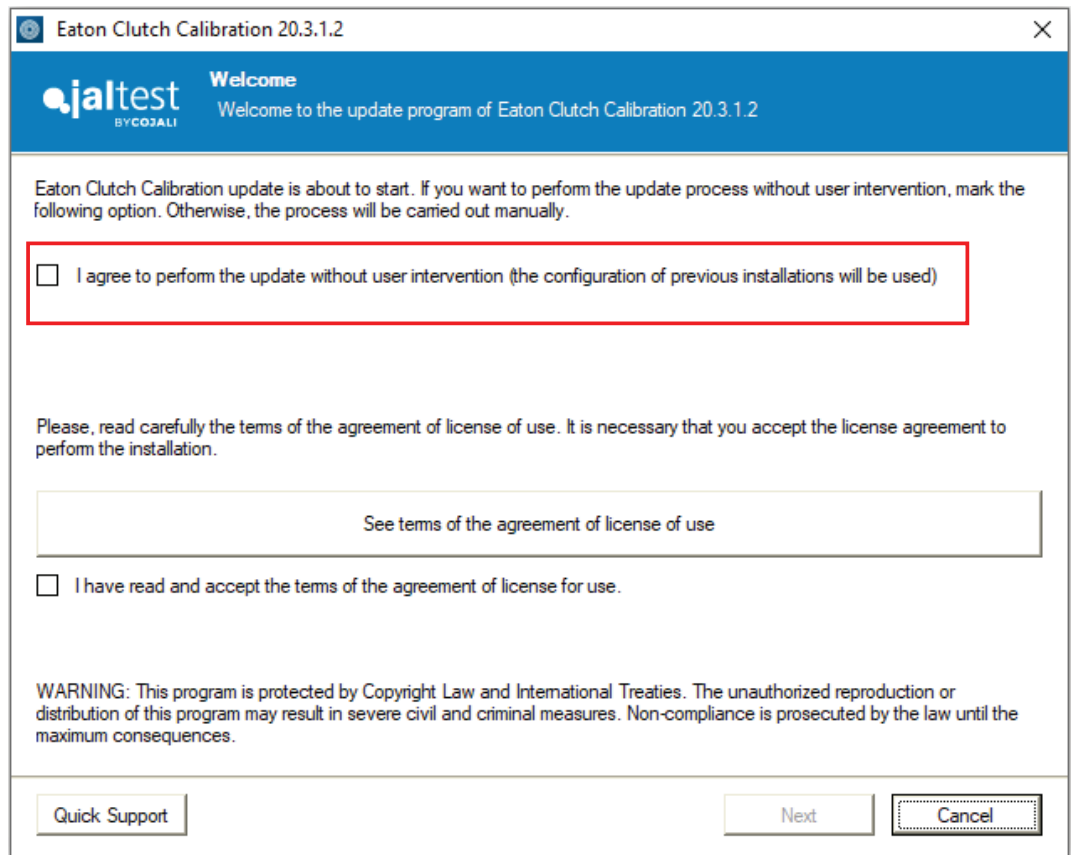 Eaton Clutch Calibration 20.3.1.2
jaltest
BY COJALI
Welcome
Welcome to the update program of Eaton Clutch Calibration 20.3.1.2
Eaton Clutch Calibration update is about to start. If you want to perform the update process without user intervention, mark the
following option. Otherwise, the process will be carried out manually.
I agree to perform the update without user intervention (the configuration of previous installations will be used)
Please, read carefully the terms of the agreement of license of use. It is necessary that you accept the license agreement to
perform the installation.
See terms of the agreement of license of use
I have read and accept the terms of the agreement of license for use.
WARNING: This program is protected by Copyright Law and International Treaties. The unauthorized reproduction or
distribution of this program may result in severe civil and criminal measures. Non-compliance is prosecuted by the law until the
maximum consequences.
Quick Support
Next
Cancel